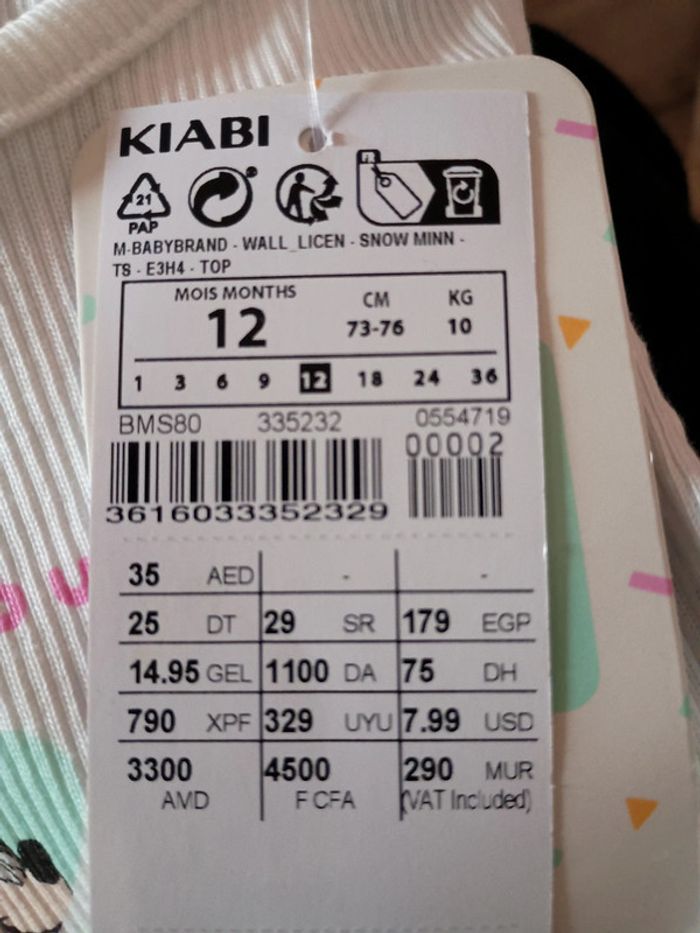 KIABI
21
PAP
FR
M-BABYBRAND - WALL_LICEN - SNOW MINN -
TS - E3H4 - TOP
MOIS MONTHS CM KG
12 73-76 10
1 3 6 9 12 18 24 36
BMS80 335232 0554719
00002
3616033352329
35 AED - -
25 DT 29 SR 179 EGP
14.95 GEL 1100 DA 75 DH
790 XPF 329 UYU 7.99 USD
3300 4500 290 MUR
AMD F CFA (VAT Included)